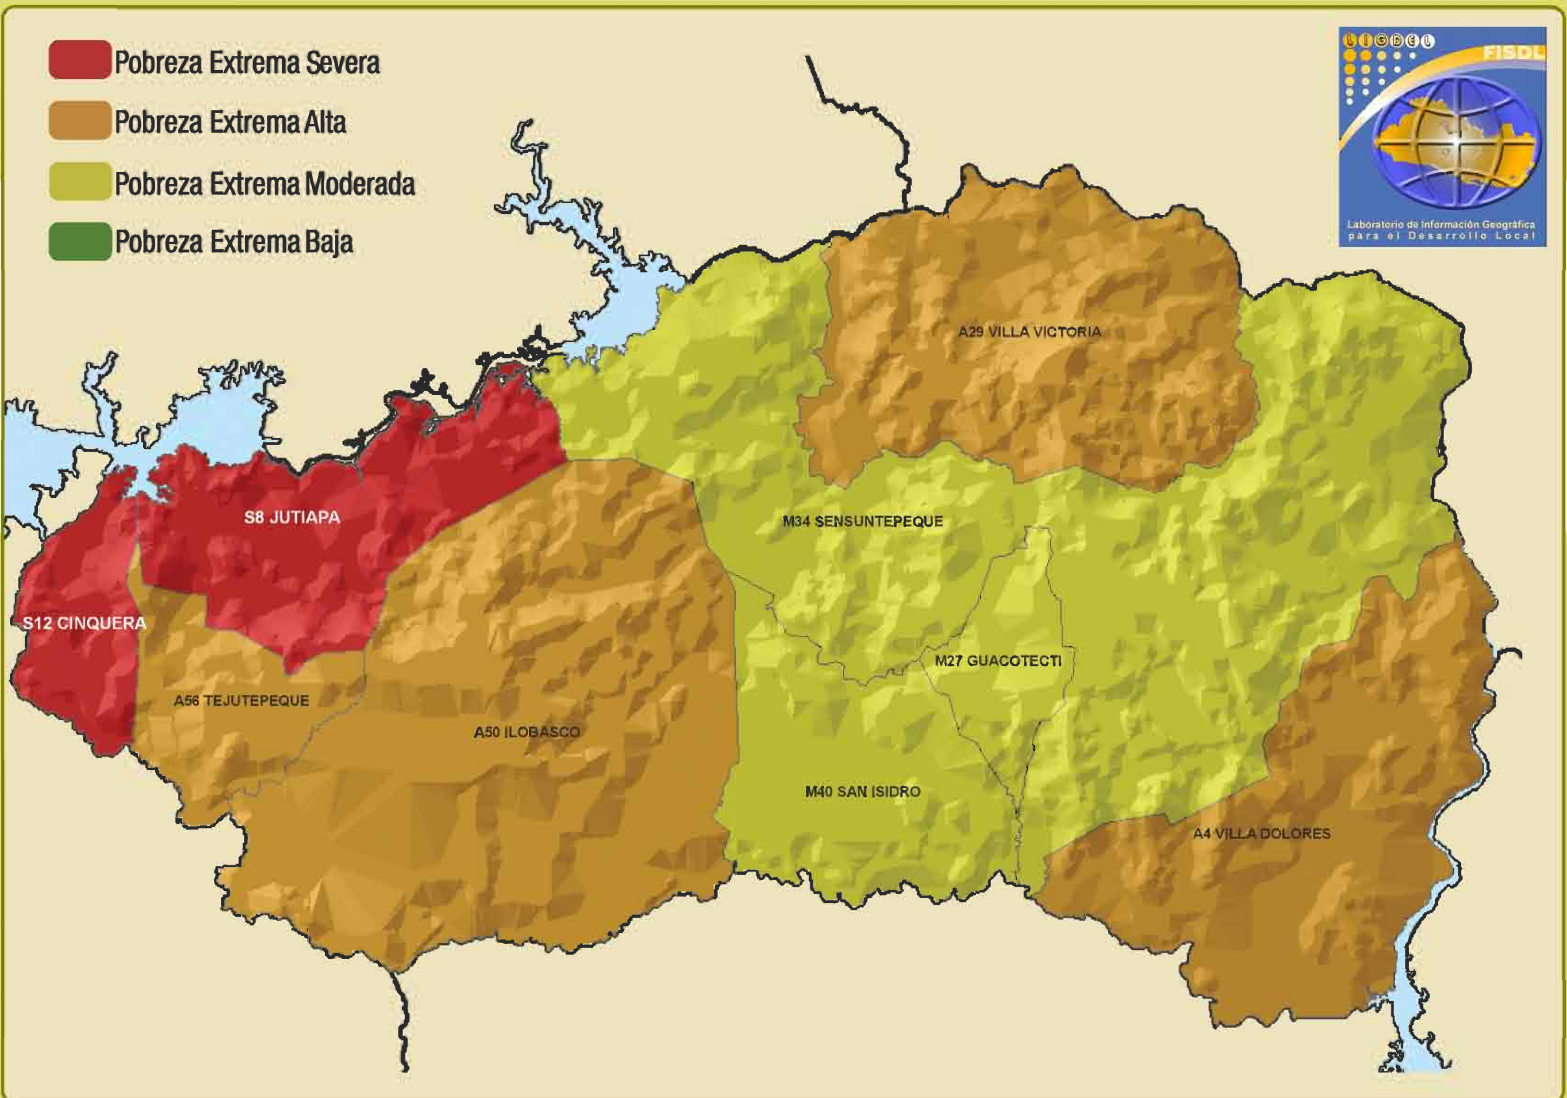 Pobreza Extrema Severa
Pobreza Extrema Alta
Pobreza Extrema Moderada
Pobreza Extrema Baja
LIGDEL
FISDL
Laboratorio de Información Geográfica
para el Desarrollo Local
A29 VILLA VICTORIA
S8 JUTIAPA
M34 SENSUNTEPEQUE
S12 CINQUERA
M27 GUACOTECTI
A56 TEJUTEPEQUE
A50 ILOBASCO
M40 SAN ISIDRO
A4 VILLA DOLORES